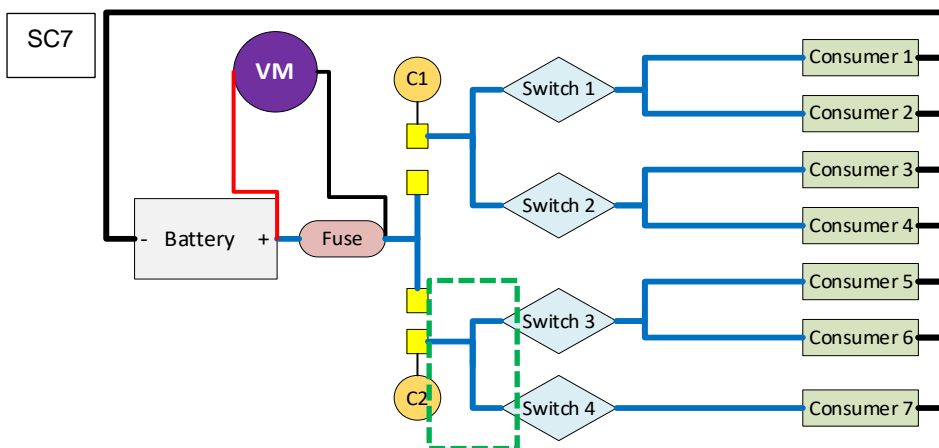 SC7
VM
C1
Switch 1
Consumer 1
Consumer 2
Switch 2
Consumer 3
Consumer 4
- Battery +
Fuse
Switch 3
Consumer 5
Consumer 6
C2
Switch 4
Consumer 7